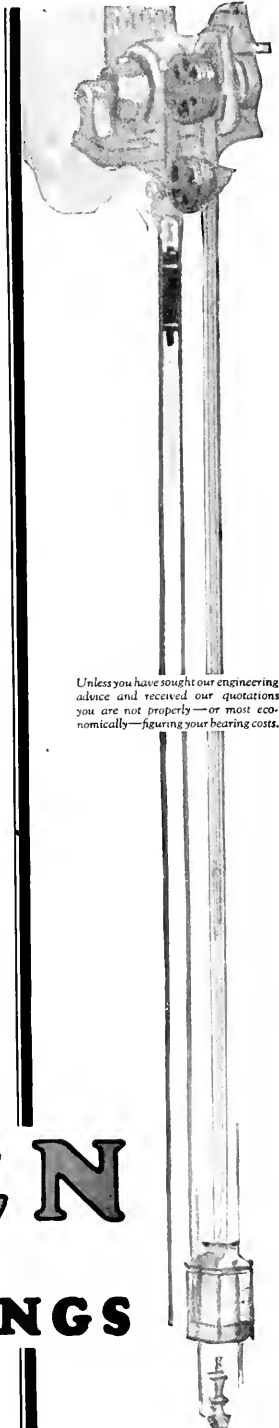 Unless you have sought our engineering
advice and received our quotations
you are not properly—or most eco-
nomically—figuring your bearing costs.
N
NGS